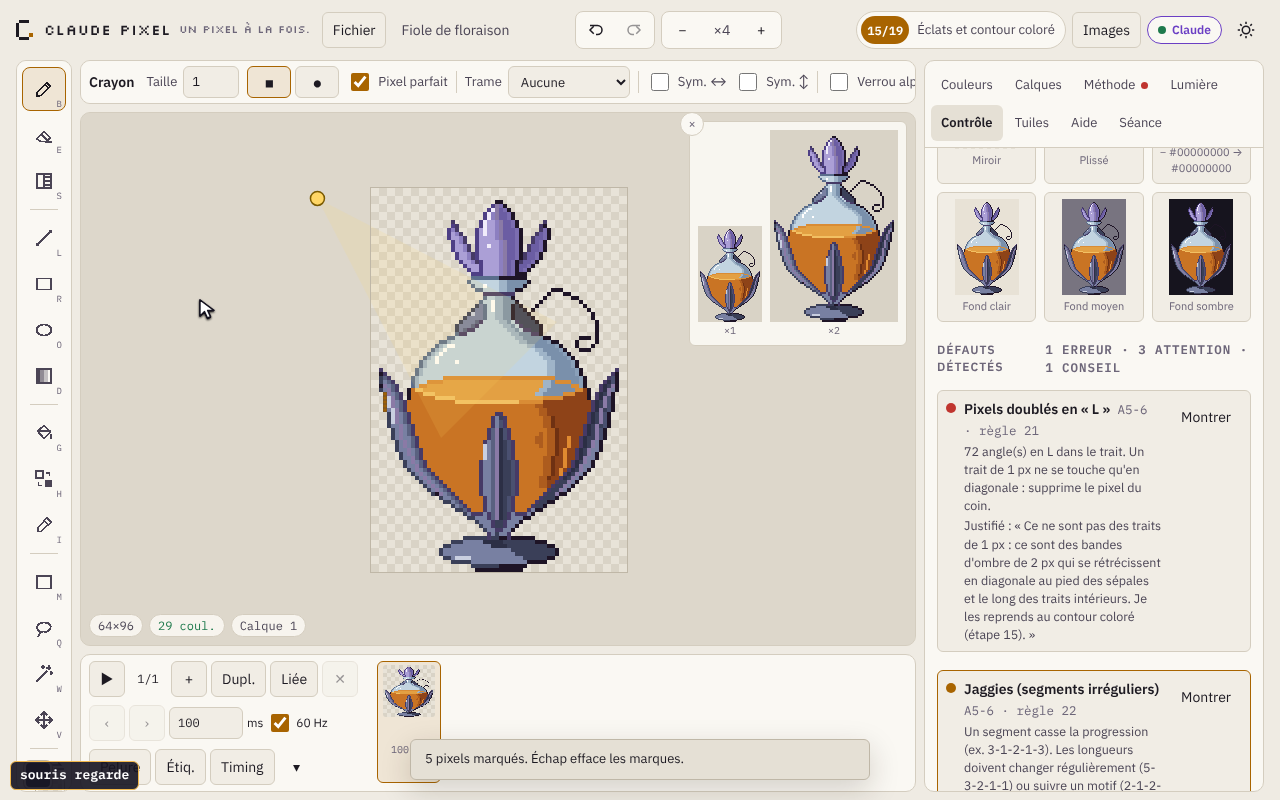 CLAUDE PIXEL UN PIXEL À LA FOIS. Fichier Fiole de floraison − ×4 + 15/19 Éclats et contour coloré Images Claude
Crayon Taille 1 Pixel parfait Trame Aucune Sym. ↔ Sym. ↕ Verrou alp
Couleurs Calques Méthode Lumière
Contrôle Tuiles Aide Séance
B
E
S
L
R
O
D
G
H
I
M
Q
W
V
×
×1 ×2
Miroir Plissé – #00000000 → #00000000
Fond clair Fond moyen Fond sombre
DÉFAUTS DÉTECTÉS 1 ERREUR · 3 ATTENTION · 1 CONSEIL
Pixels doublés en « L » A5-6 · règle 21 Montrer
72 angle(s) en L dans le trait. Un
trait de 1 px ne se touche qu'en
diagonale : supprime le pixel du
coin.
Justifié : « Ce ne sont pas des traits
de 1 px : ce sont des bandes
d'ombre de 2 px qui se rétrécissent
en diagonale au pied des sépales
et le long des traits intérieurs. Je
les reprends au contour coloré
(étape 15). »
Jaggies (segments irréguliers) Montrer
A5-6 · règle 22
Un segment casse la progression
(ex. 3-1-2-1-3). Les longueurs
doivent changer régulièrement (5-
3-2-1-1) ou suivre un motif (2-1-2-
64×96 29 coul. Calque 1
1/1 + Dupl. Liée ×
‹ › 100 ms 60 Hz
Étiq. Timing ▾
100
5 pixels marqués. Échap efface les marques.
souris regarde